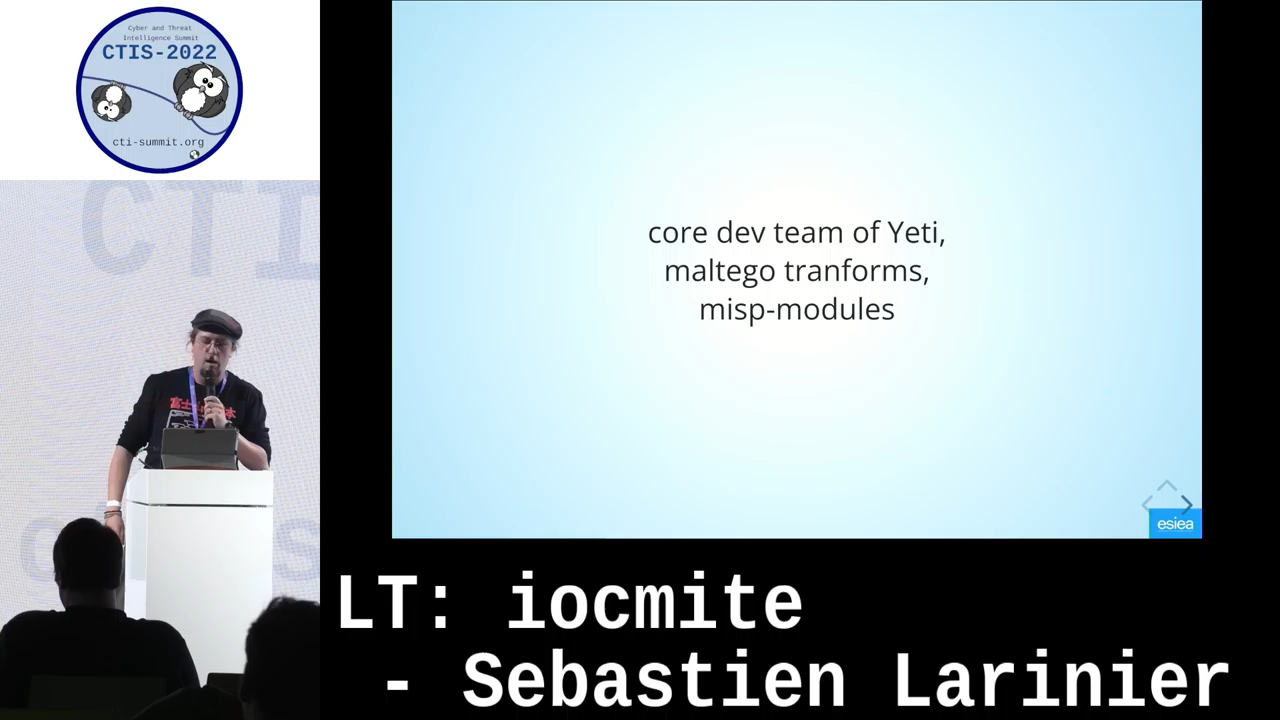 Cyber and Threat
Intelligence Summit
CTIS-2022
cti-summit.org
CTI
core dev team of Yeti,
maltego tranforms,
misp-modules
esiea
LT: iocmite
- Sebastien Larinier